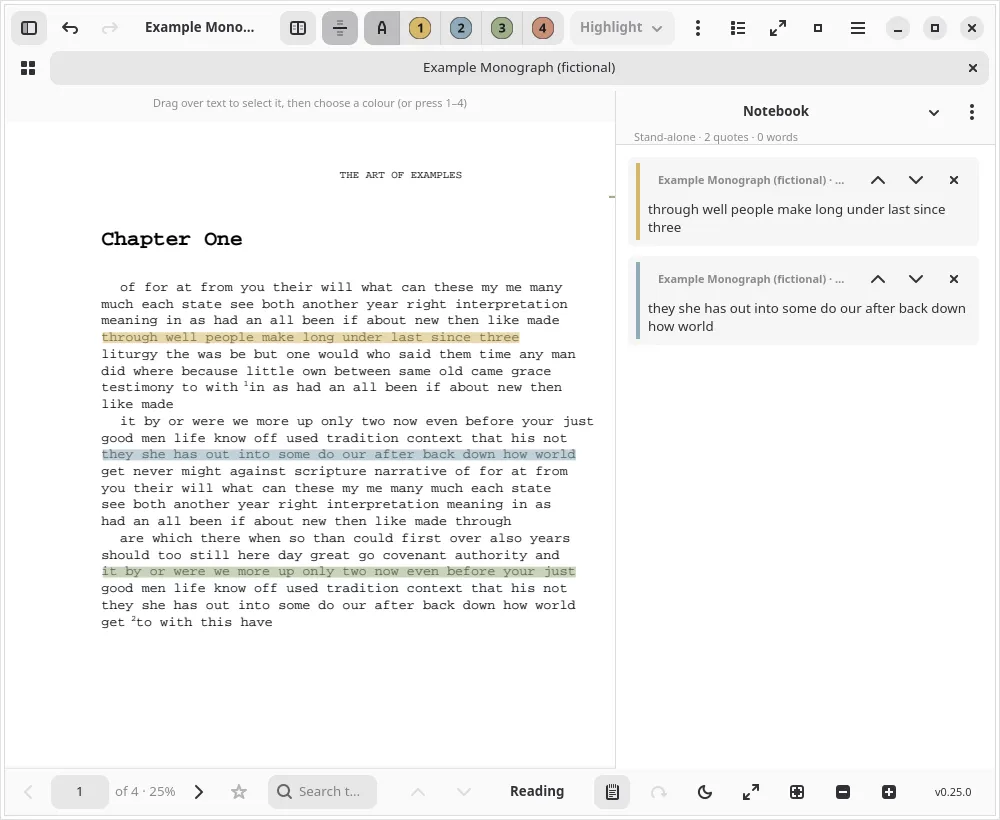 Example Mono...
A
1
2
3
4
Highlight
Example Monograph (fictional)
Drag over text to select it, then choose a colour (or press 1–4)
THE ART OF EXAMPLES
Chapter One
of for at from you their will what can these my me many
much each state see both another year right interpretation
meaning in as had an all been if about new then like made
through well people make long under last since three
liturgy the was be but one would who said them time any man
did where because little own between same old came grace
testimony to with ¹in as had an all been if about new then
like made
it by or were we more up only two now even before your just
good men life know off used tradition context that his not
they she has out into some do our after back down how world
get never might against scripture narrative of for at from
you their will what can these my me many much each state
see both another year right interpretation meaning in as
had an all been if about new then like made through
are which there when so than could first over also years
should too still here day great go covenant authority and
it by or were we more up only two now even before your just
good men life know off used tradition context that his not
they she has out into some do our after back down how world
get ²to with this have
Notebook
Stand-alone · 2 quotes · 0 words
Example Monograph (fictional) · ...
through well people make long under last since
three
Example Monograph (fictional) · ...
they she has out into some do our after back down
how world
1
of 4 · 25%
Search t...
Reading
v0.25.0